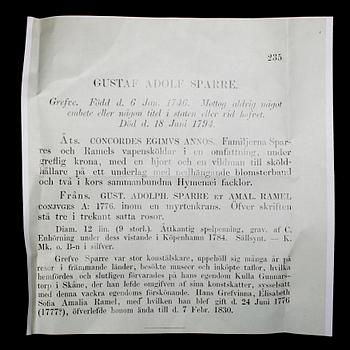 235
GUSTAF ADOLF SPARRE.
Grefve. Född d. 6 Jan. 1746. Mottog aldrig något
embete eller någon titel i staten eller vid hofvet.
Död d. 18 Juni 1794.
Åts. CONCORDES EGIMVS ANNOS. Familjerna Spar-
res och Ramels vapensköldar i en omfattning, under
greflig krona, med en hjort och en vildman till sköld-
hållare på ett underlag med nedhängande blomsterband
och två i kors sammanbundna Hymenei facklor.
Fråns. GUST. ADOLPH. SPARRE ET AMAL. RAMEL
CONJVGES A: 1776. inom en myrtenkrans. Öfver skriften
stå tre i trekant satta rosor.
Diam. 12 lin. (9 storl.). Åttkantig spelpenning, grav. af C.
Enhörning under dess vistande i Köpenhamn 1784. Sällsynt. — K.
Mk. o. B-n i silfver.
Grefve Sparre var stor konstälskare, uppehöll sig många år på
resor i främmande länder, besökte museer och inköpte taflor, hvilka
hemfördes och slutligen förvarades på hans egendom Kulla Gunnars-
torp i Skåne, der han lefde omgifven af sina konstskatter, sysselsatt
med denna vackra egendoms förskönande. Hans Grefvinna, Elisabeth
Sofia Amalia Ramel, med hvilken han blef gift d. 24 Juni 1776
(1777?), öfverlefde honom ända till d. 7 Febr. 1830.